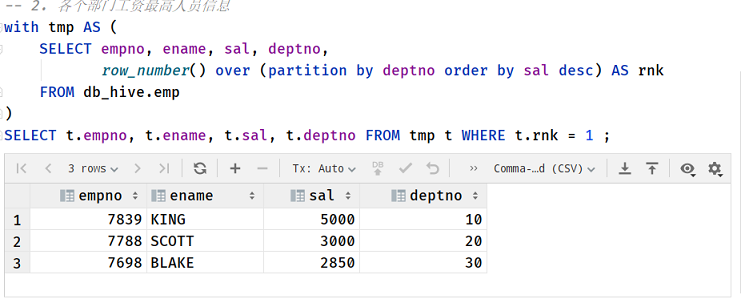 -- 2. 各个部门工资最高人员信息
with tmp AS (
SELECT empno, ename, sal, deptno,
row_number() over (partition by deptno order by sal desc) AS rnk
FROM db_hive.emp
)
SELECT t.empno, t.ename, t.sal, t.deptno FROM tmp t WHERE t.rnk = 1 ;
3 rows Tx: Auto DB Comma-...d (CSV)
empno ename sal deptno
1 7839 KING 5000 10
2 7788 SCOTT 3000 20
3 7698 BLAKE 2850 30